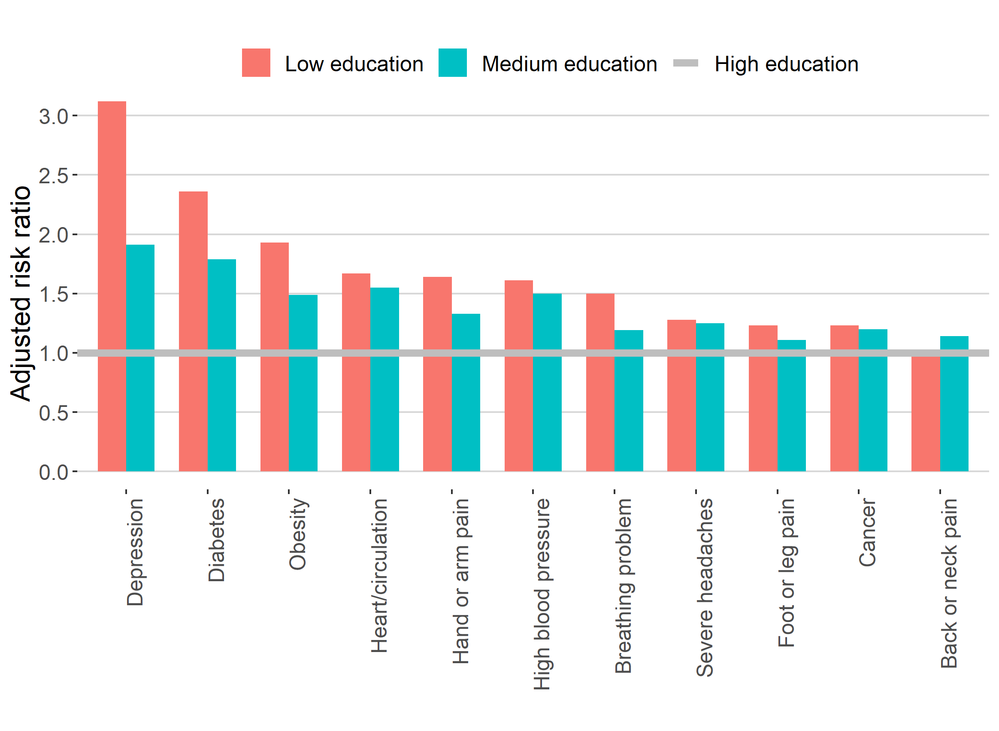 Low education Medium education High education
Adjusted risk ratio
3.0
2.5
2.0
1.5
1.0
0.5
0.0
Depression
Diabetes
Obesity
Heart/circulation
Hand or arm pain
High blood pressure
Breathing problem
Severe headaches
Foot or leg pain
Cancer
Back or neck pain